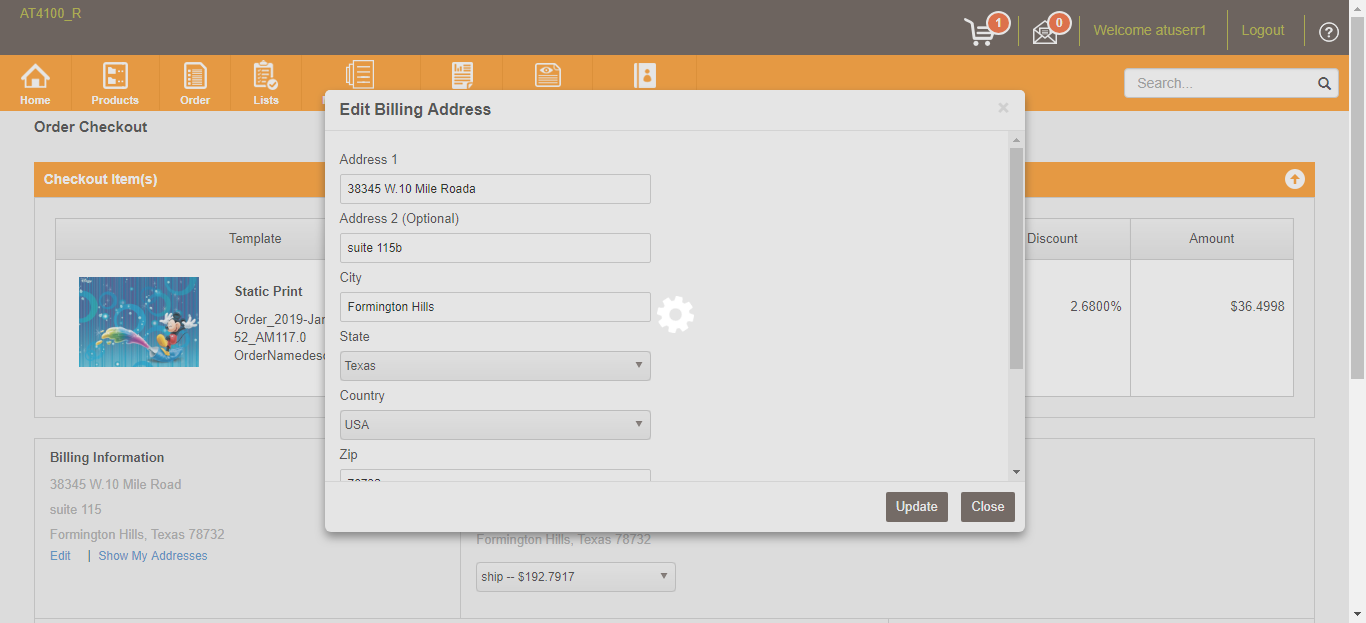 AT4100_R
1
0
Welcome atuserr1
Logout
?
Home
Products
Order
Lists
Search...
Order Checkout
Edit Billing Address
×
Checkout Item(s)
Address 1
38345 W.10 Mile Roada
Address 2 (Optional)
suite 115b
City
Formington Hills
State
Texas
Country
USA
Zip
Update
Close
Template
Discount
Amount
Static Print
Order_2019-Jan
52_AM117.0
OrderNamedesc
2.6800%
$36.4998
Billing Information
38345 W.10 Mile Road
suite 115
Formington Hills, Texas 78732
Edit | Show My Addresses
Formington Hills, Texas 78732
ship -- $192.7917